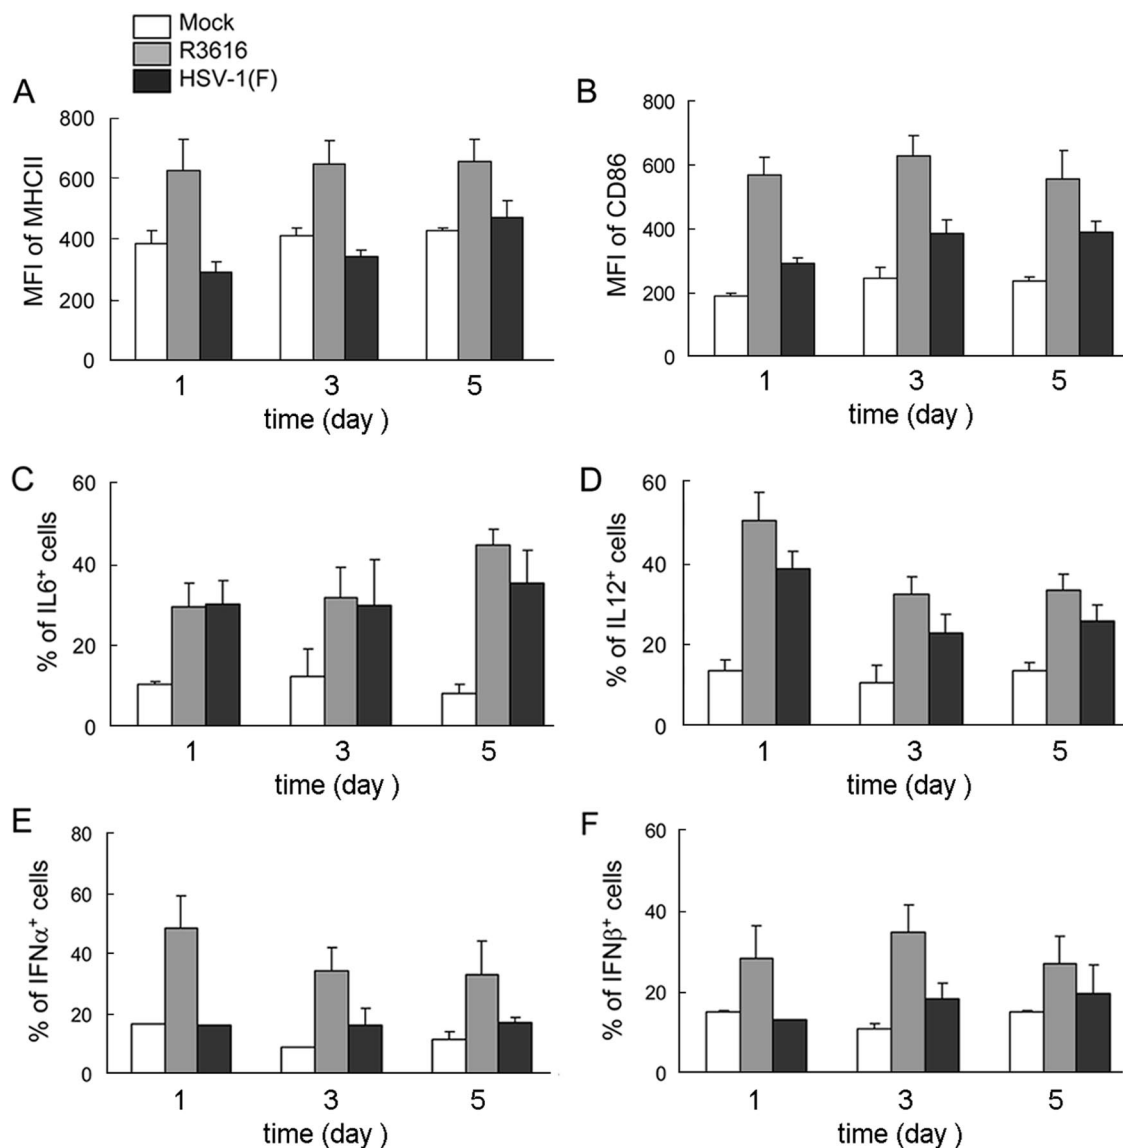 Mock
R3616
HSV-1(F)
A
MFI of MHCII
800
600
400
200
0
1 3 5
time (day )
B
MFI of CD86
800
600
400
200
0
1 3 5
time (day )
C
% of IL6⁺ cells
60
40
20
0
1 3 5
time (day )
D
% of IL12⁺ cells
60
40
20
0
1 3 5
time (day )
E
% of IFNα⁺ cells
80
60
40
20
0
1 3 5
time (day )
F
% of IFNβ⁺ cells
60
40
20
0
1 3 5
time (day )